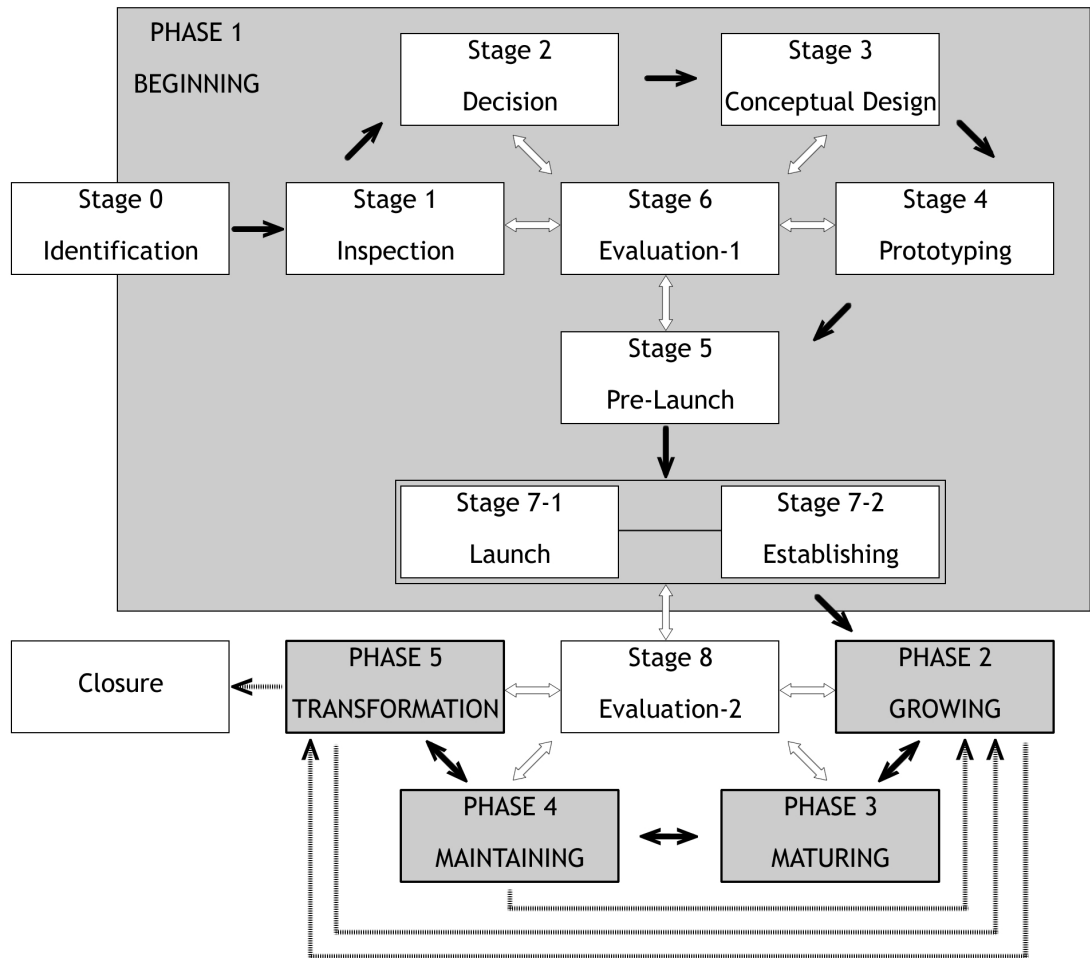 PHASE 1
BEGINNING
Stage 2
Decision
Stage 3
Conceptual Design
Stage 0
Identification
Stage 1
Inspection
Stage 6
Evaluation-1
Stage 4
Prototyping
Stage 5
Pre-Launch
Stage 7-1
Launch
Stage 7-2
Establishing
Closure
PHASE 5
TRANSFORMATION
Stage 8
Evaluation-2
PHASE 2
GROWING
PHASE 4
MAINTAINING
PHASE 3
MATURING